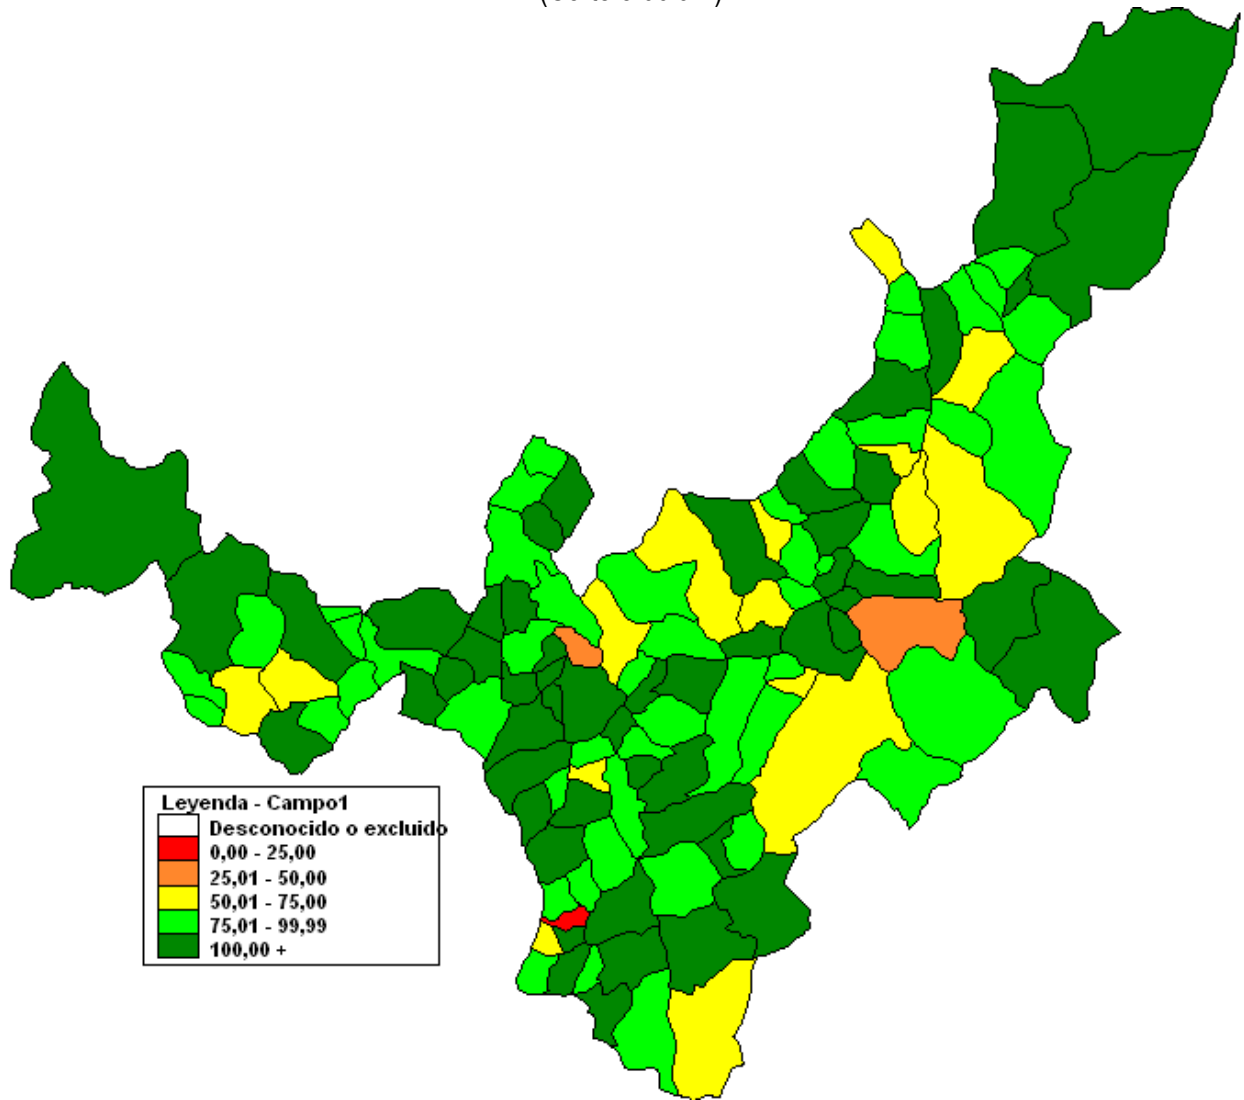 Leyenda - Campo1
Desconocido o excluido
0,00 - 25,00
25,01 - 50,00
50,01 - 75,00
75,01 - 99,99
100,00 +